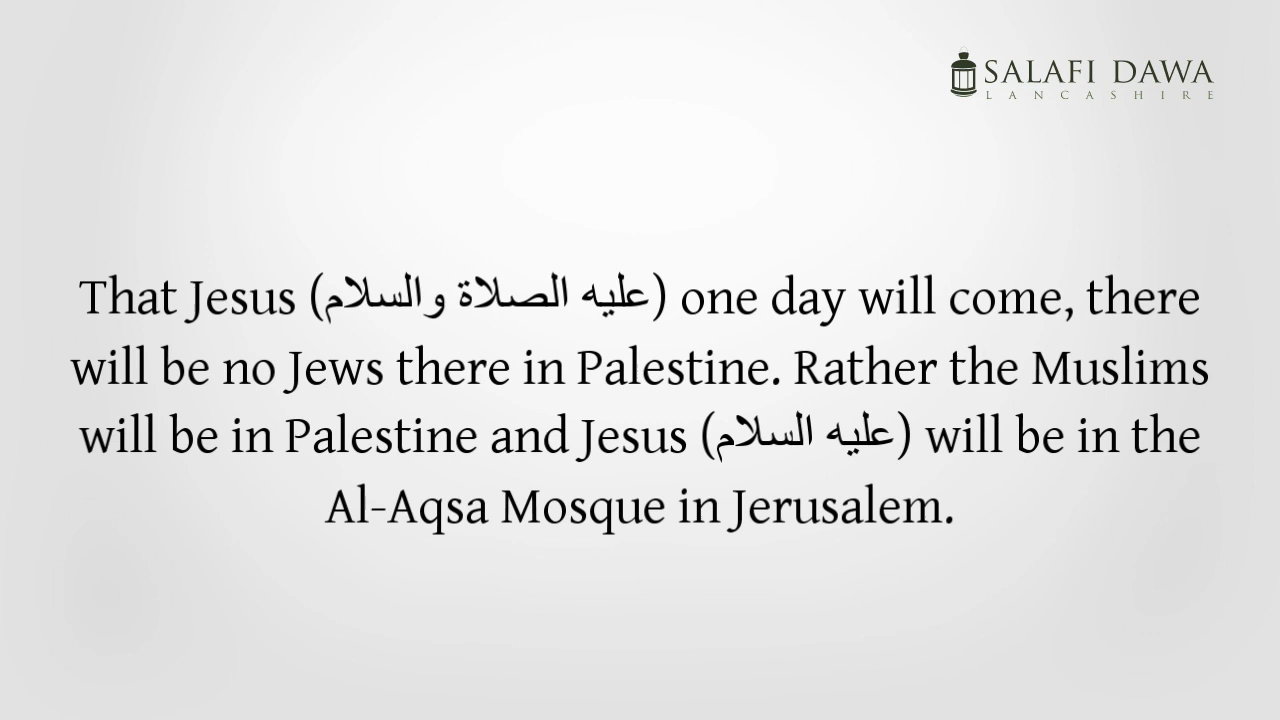 SALAFI DAWA
LANCASHIRE
That Jesus (عليه الصلاة والسلام) one day will come, there
will be no Jews there in Palestine. Rather the Muslims
will be in Palestine and Jesus (عليه السلام) will be in the
Al-Aqsa Mosque in Jerusalem.